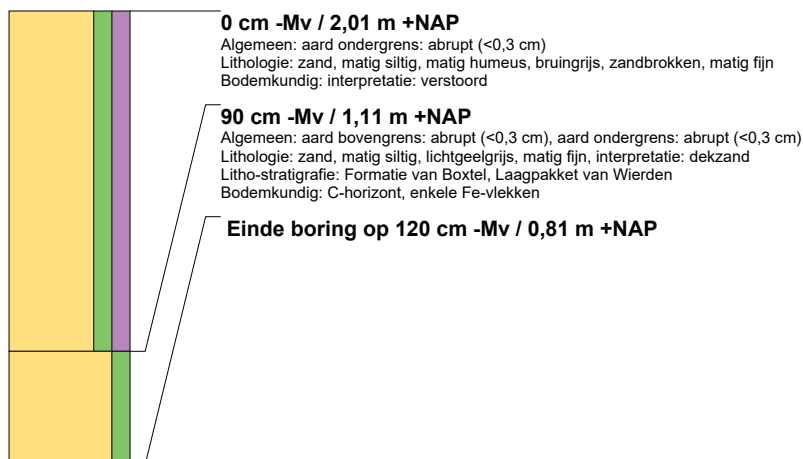 0 cm -Mv / 2,01 m +NAP
Algemeen: aard ondergrens: abrupt (<0,3 cm)
Lithologie: zand, matig siltig, matig humeus, bruingrijs, zandbrokken, matig fijn
Bodemkundig: interpretatie: verstoord
90 cm -Mv / 1,11 m +NAP
Algemeen: aard bovengrens: abrupt (<0,3 cm), aard ondergrens: abrupt (<0,3 cm)
Lithologie: zand, matig siltig, lichtgeelgrijs, matig fijn, interpretatie: dekzand
Litho-stratigrafie: Formatie van Boxtel, Laagpakket van Wierden
Bodemkundig: C-horizont, enkele Fe-vlekken
Einde boring op 120 cm -Mv / 0,81 m +NAP